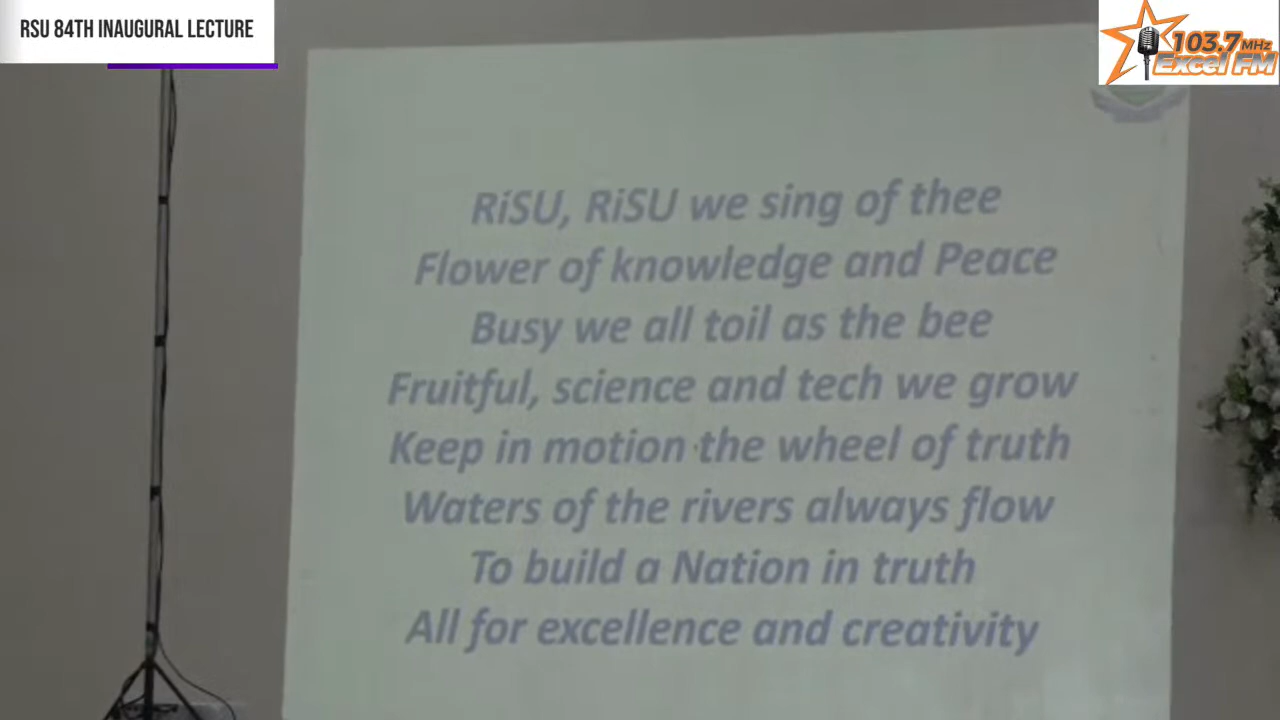 RSU 84TH INAUGURAL LECTURE
103.7 MHz
Excel FM
RiSU, RiSU we sing of thee
Flower of knowledge and Peace
Busy we all toil as the bee
Fruitful, science and tech we grow
Keep in motion the wheel of truth
Waters of the rivers always flow
To build a Nation in truth
All for excellence and creativity